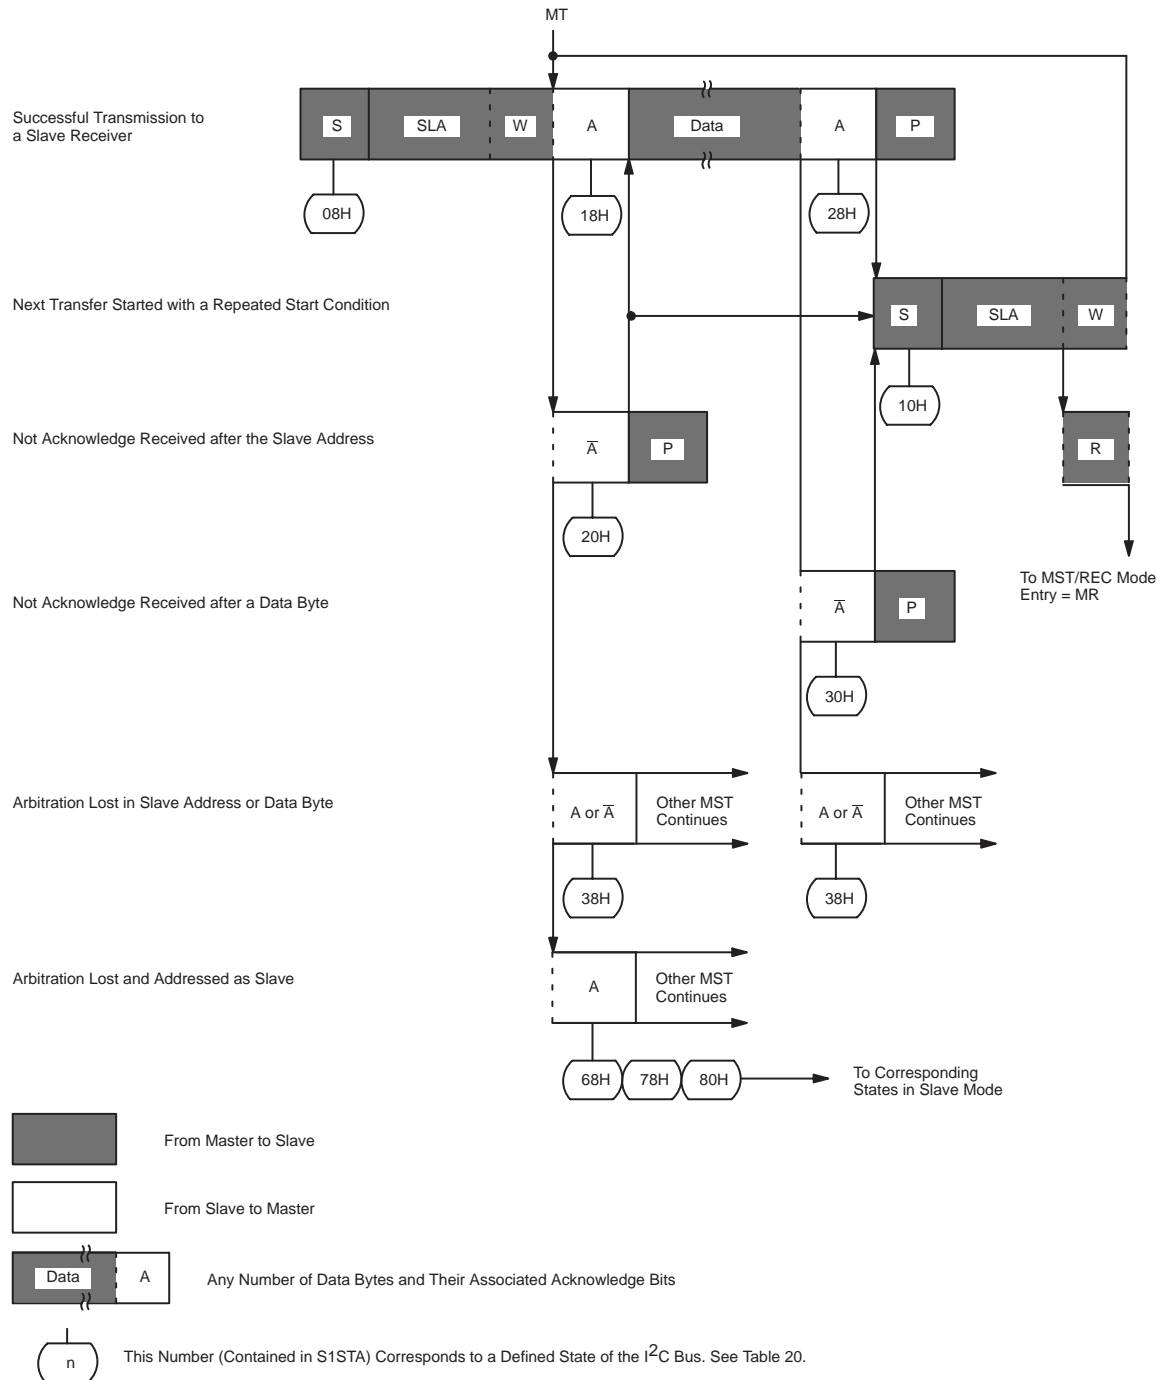 MT
Successful Transmission to
a Slave Receiver
S
SLA
W
A
Data
A
P
08H
18H
28H
Next Transfer Started with a Repeated Start Condition
S
SLA
W
10H
Not Acknowledge Received after the Slave Address
A̅
P
R
20H
To MST/REC Mode
Entry = MR
Not Acknowledge Received after a Data Byte
A̅
P
30H
Arbitration Lost in Slave Address or Data Byte
A or A̅
Other MST
Continues
A or A̅
Other MST
Continues
38H
38H
Arbitration Lost and Addressed as Slave
A
Other MST
Continues
68H
78H
80H
To Corresponding
States in Slave Mode
From Master to Slave
From Slave to Master
Data
A
Any Number of Data Bytes and Their Associated Acknowledge Bits
n
This Number (Contained in S1STA) Corresponds to a Defined State of the I²C Bus. See Table 20.